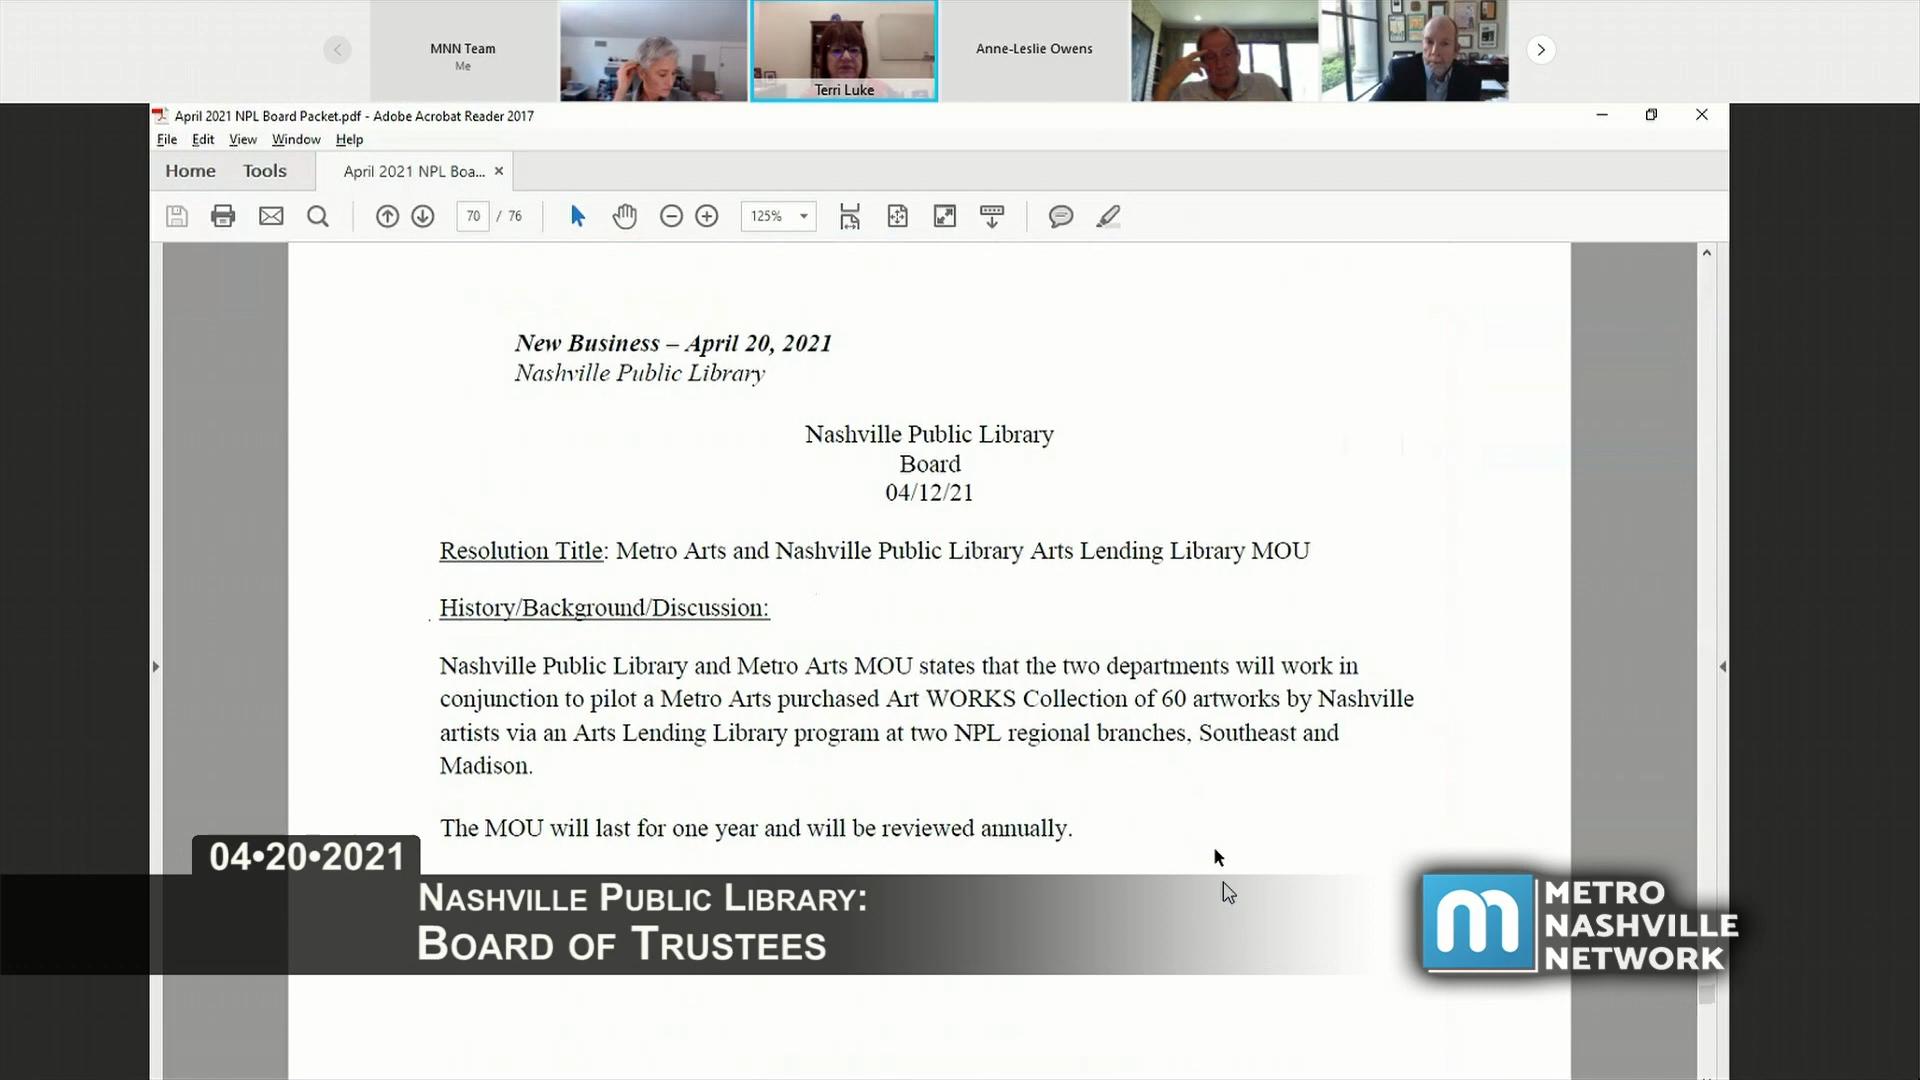 MNN Team
Me
Terri Luke
Anne-Leslie Owens
April 2021 NPL Board Packet.pdf - Adobe Acrobat Reader 2017
File Edit View Window Help
Home Tools April 2021 NPL Boa...
70 / 76 125%
New Business – April 20, 2021
Nashville Public Library
Nashville Public Library
Board
04/12/21
Resolution Title: Metro Arts and Nashville Public Library Arts Lending Library MOU
History/Background/Discussion:
Nashville Public Library and Metro Arts MOU states that the two departments will work in
conjunction to pilot a Metro Arts purchased Art WORKS Collection of 60 artworks by Nashville
artists via an Arts Lending Library program at two NPL regional branches, Southeast and
Madison.
The MOU will last for one year and will be reviewed annually.
04•20•2021
NASHVILLE PUBLIC LIBRARY:
BOARD OF TRUSTEES
m
METRO
NASHVILLE
NETWORK